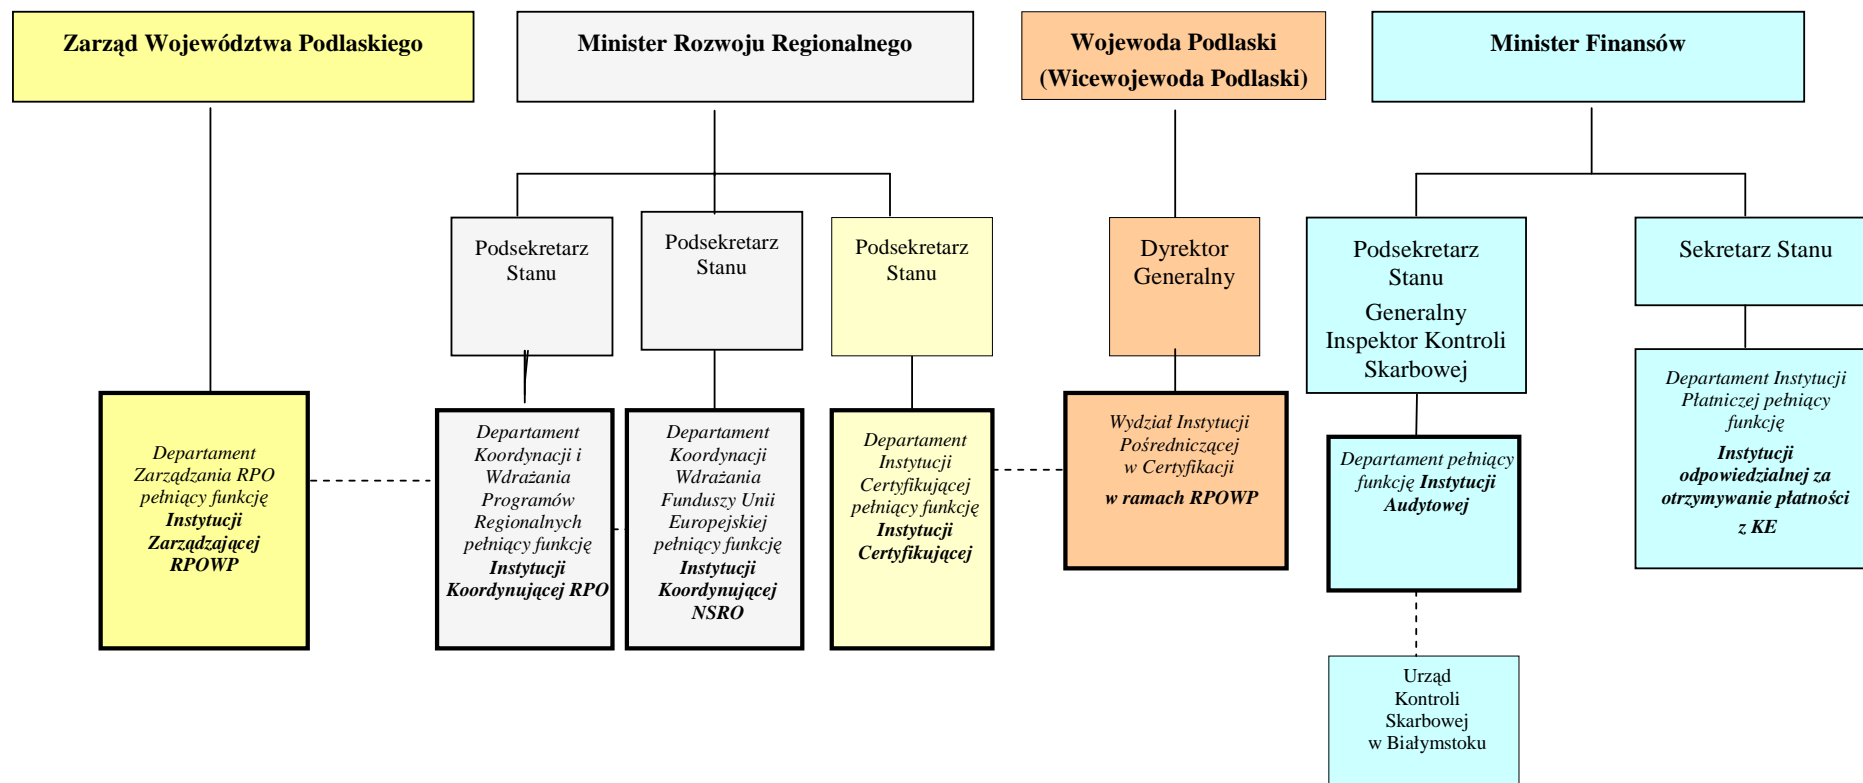 Zarząd Województwa Podlaskiego
Minister Rozwoju Regionalnego
Wojewoda Podlaski
(Wicewojewoda Podlaski)
Minister Finansów
Podsekretarz
Stanu
Podsekretarz
Stanu
Podsekretarz
Stanu
Dyrektor
Generalny
Podsekretarz
Stanu
Generalny
Inspektor Kontroli
Skarbowej
Sekretarz Stanu
Departament
Zarządzania RPO
pełniący funkcję
Instytucji
Zarządzającej
RPOWP
Departament
Koordynacji i
Wdrażania
Programów
Regionalnych
pełniący funkcję
Instytucji
Koordynującej RPO
Departament
Koordynacji
Wdrażania
Funduszy Unii
Europejskiej
pełniący funkcję
Instytucji
Koordynującej
NSRO
Departament
Instytucji
Certyfikującej
pełniący funkcję
Instytucji
Certyfikującej
Wydział Instytucji
Pośredniczącej
w Certyfikacji
w ramach RPOWP
Departament pełniący
funkcję Instytucji
Audytowej
Departament Instytucji
Płatniczej pełniący
funkcję
Instytucji
odpowiedzialnej za
otrzymywanie płatności
z KE
Urząd
Kontroli
Skarbowej
w Białymstoku